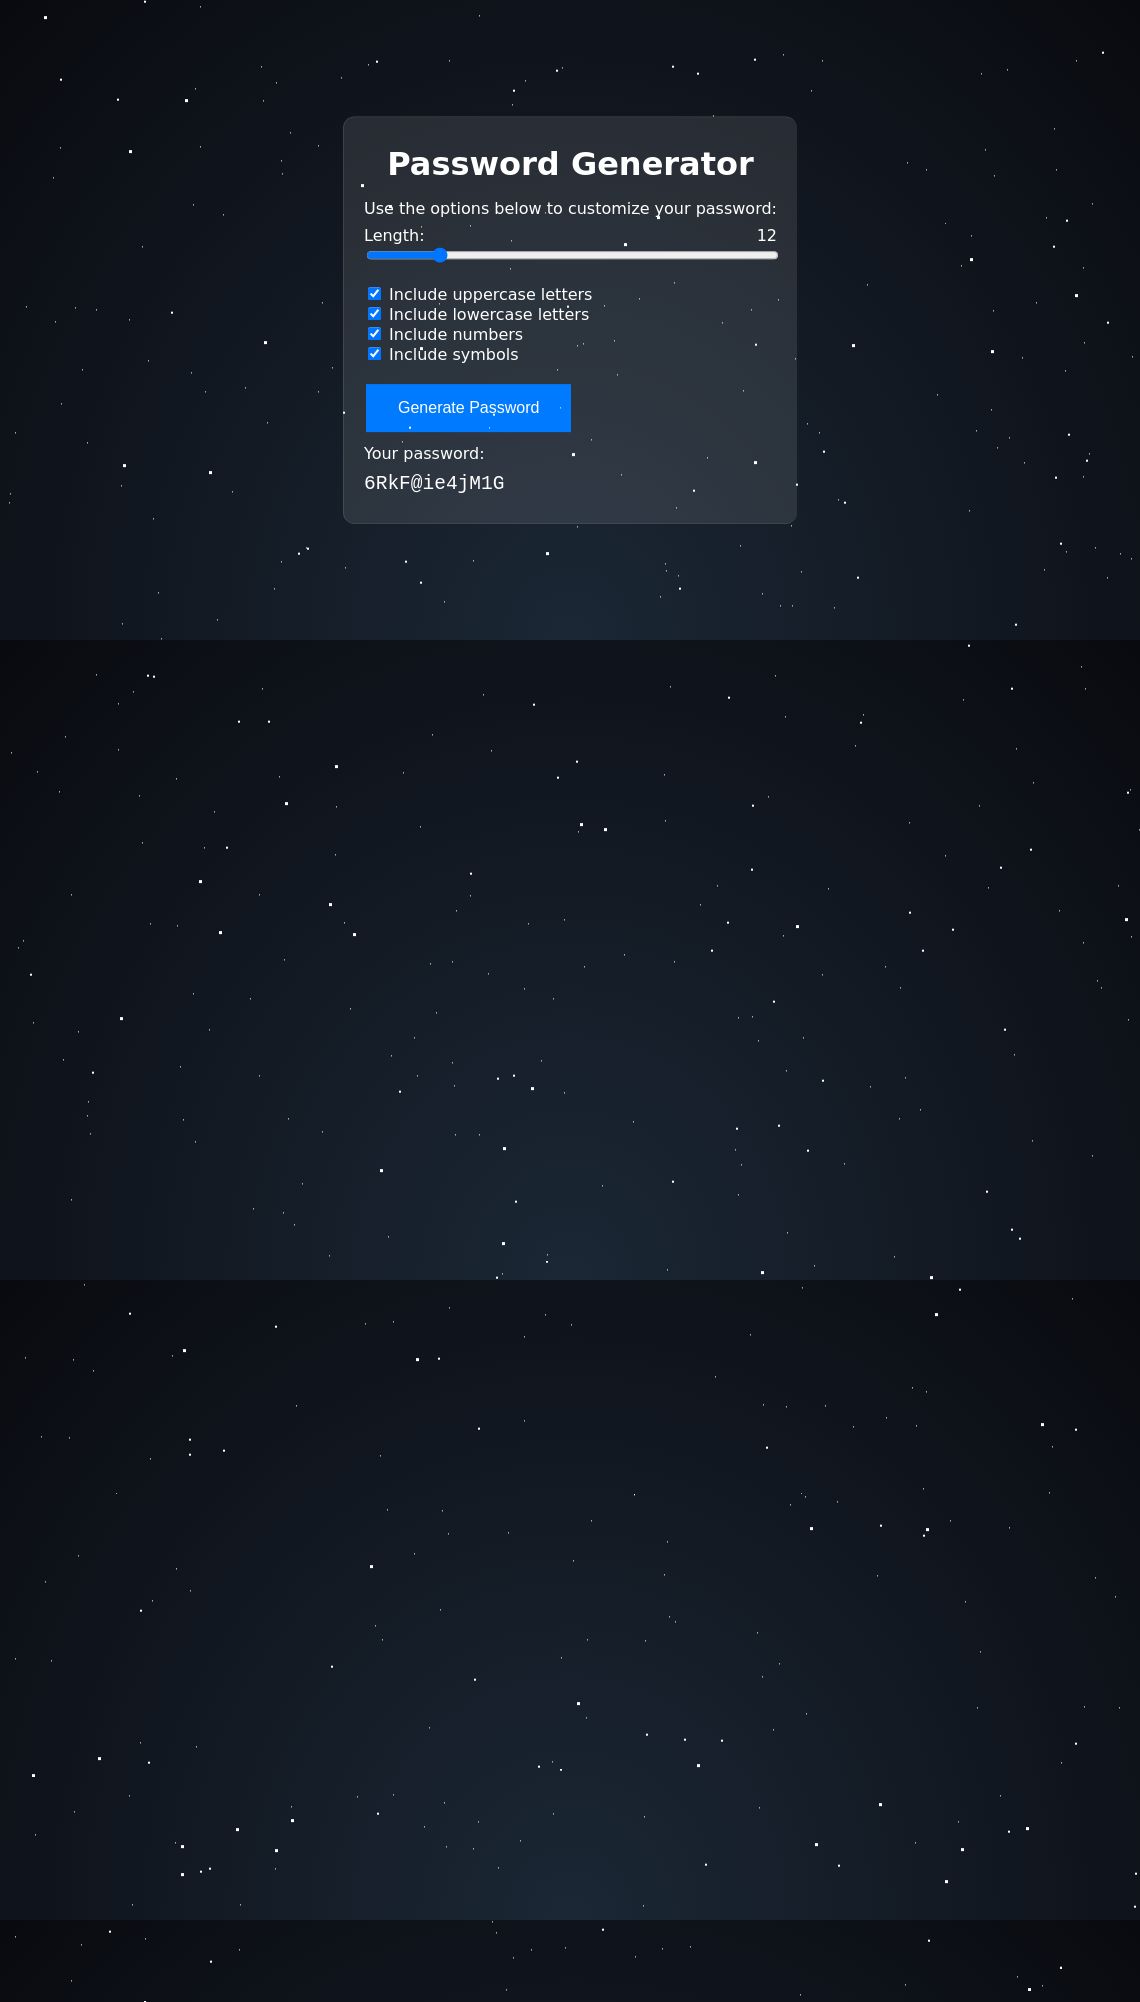 Password Generator
Use the options below to customize your password:
Length: 12
Include uppercase letters
Include lowercase letters
Include numbers
Include symbols
Generate Password
Your password:
6RkF@ie4jM1G